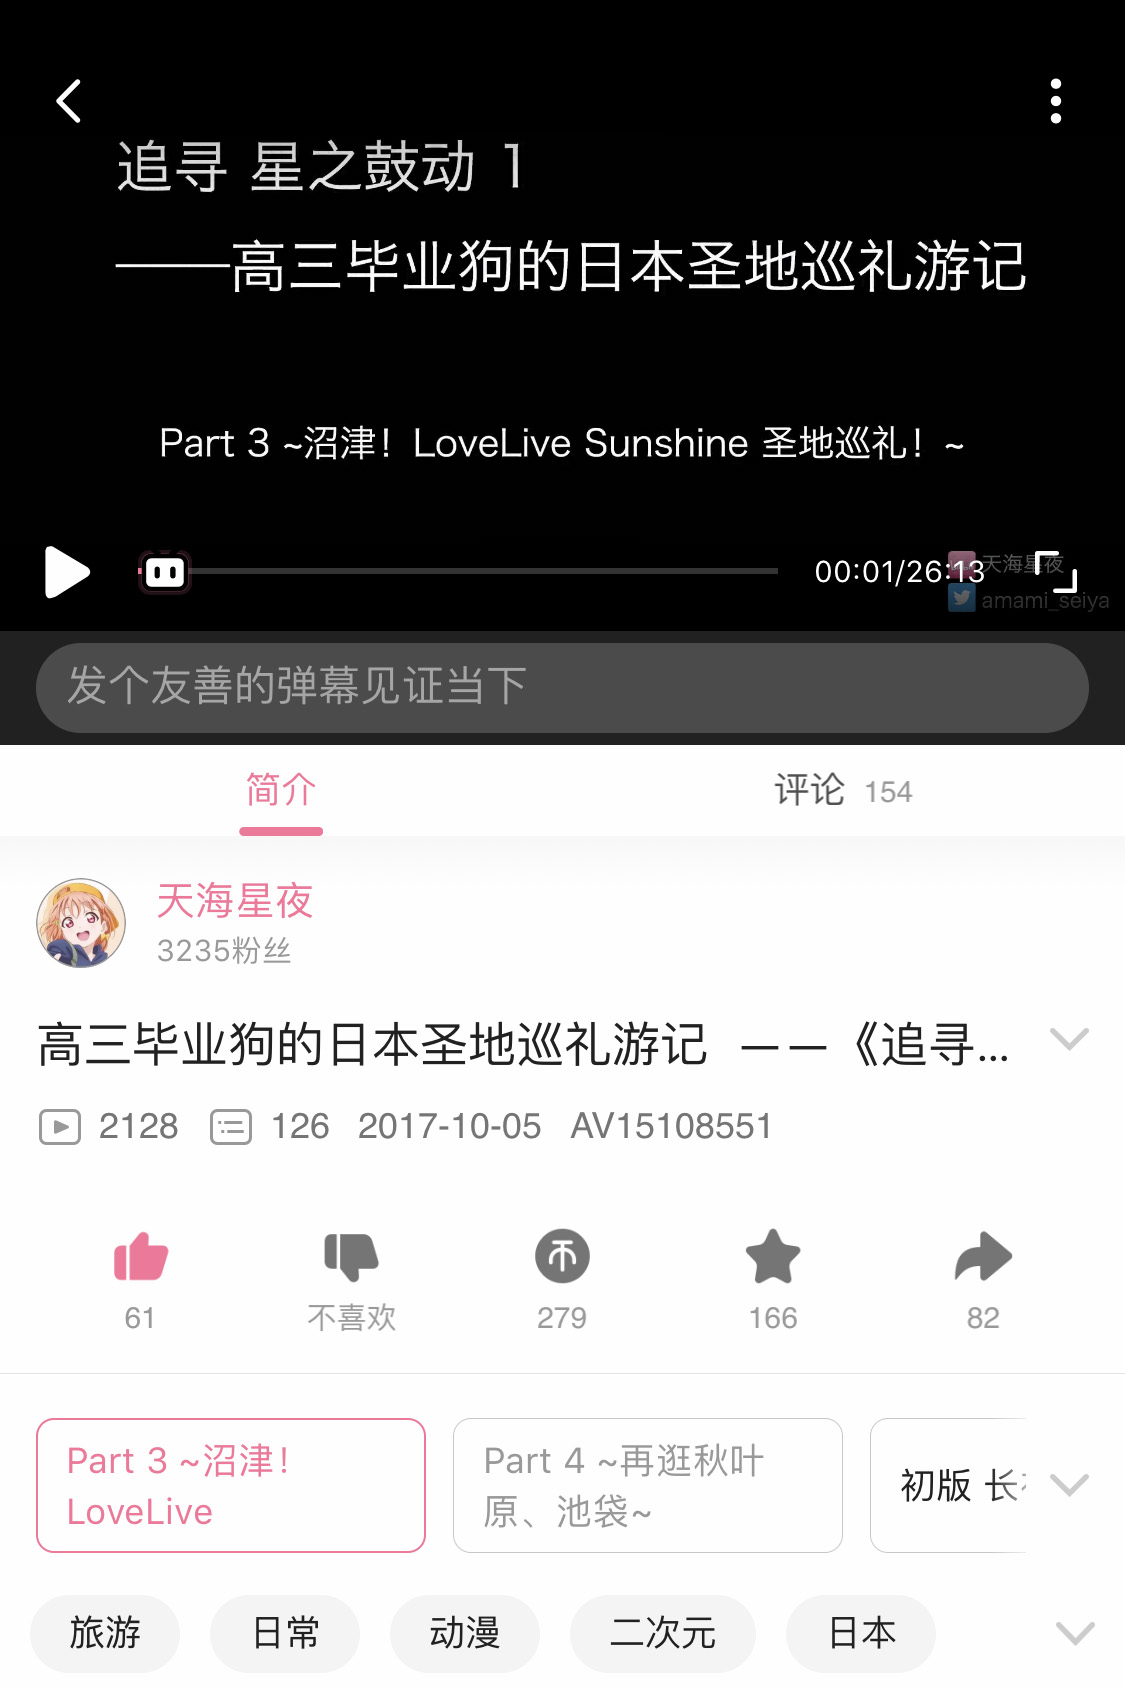 追寻 星之鼓动 1
——高三毕业狗的日本圣地巡礼游记
Part 3 ~沼津！LoveLive Sunshine 圣地巡礼！~
00:01/26:13
天海星夜
amami_seiya
发个友善的弹幕见证当下
简介
评论 154
天海星夜
3235粉丝
高三毕业狗的日本圣地巡礼游记 ——《追寻...
2128 126 2017-10-05 AV15108551
61 不喜欢 279 166 82
Part 3 ~沼津！
LoveLive
Part 4 ~再逛秋叶
原、池袋~
初版 长
旅游 日常 动漫 二次元 日本